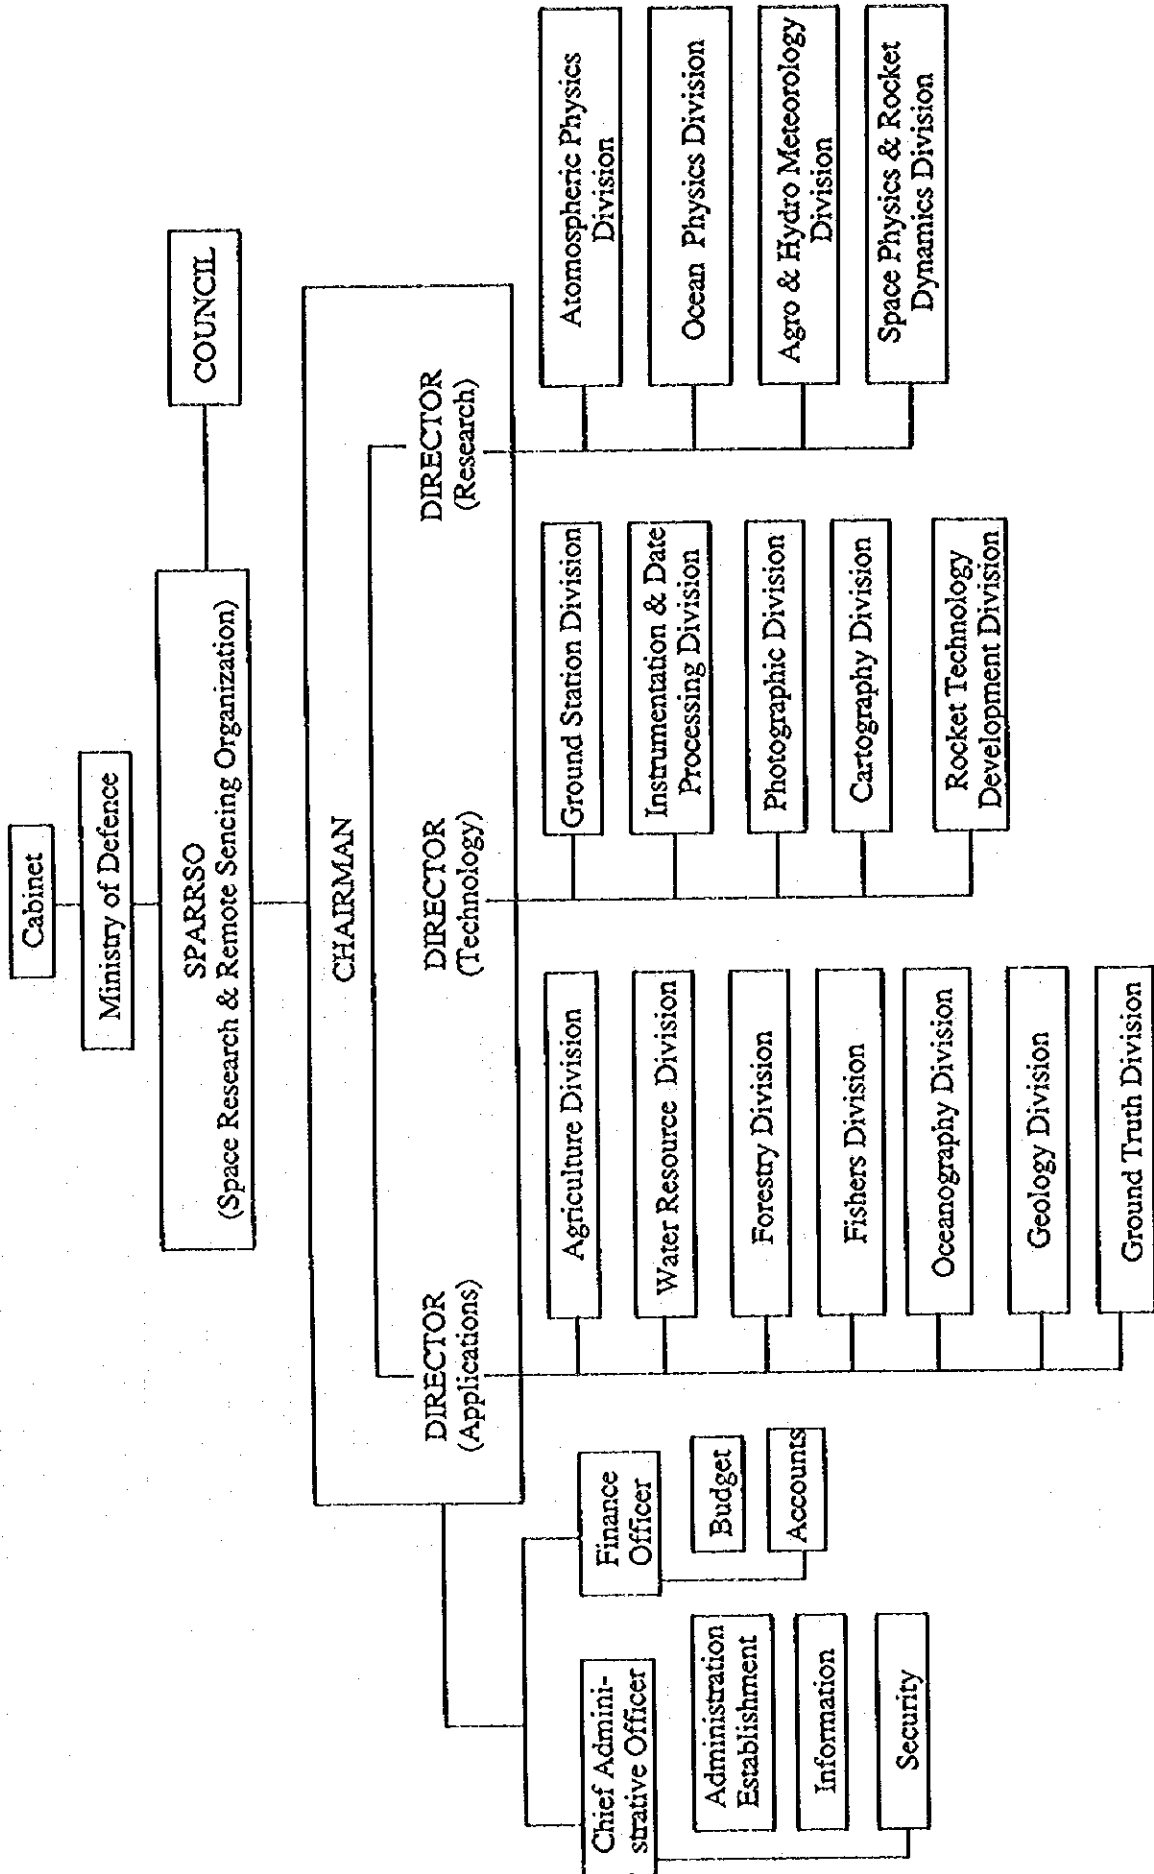 Cabinet
Ministry of Defence
SPARRSO
(Space Research & Remote Sencing Organization)
COUNCIL
CHAIRMAN
DIRECTOR
(Applications)
DIRECTOR
(Technology)
DIRECTOR
(Research)
Chief Admini-
strative Officer
Administration
Establishment
Information
Security
Finance
Officer
Budget
Accounts
Agriculture Division
Water Resource Division
Forestry Division
Fishers Division
Oceanography Division
Geology Division
Ground Truth Division
Ground Station Division
Instrumentation & Date
Processing Division
Photographic Division
Cartography Division
Rocket Technology
Development Division
Atomospheric Physics
Division
Ocean Physics Division
Agro & Hydro Meteorology
Division
Space Physics & Rocket
Dynamics Division